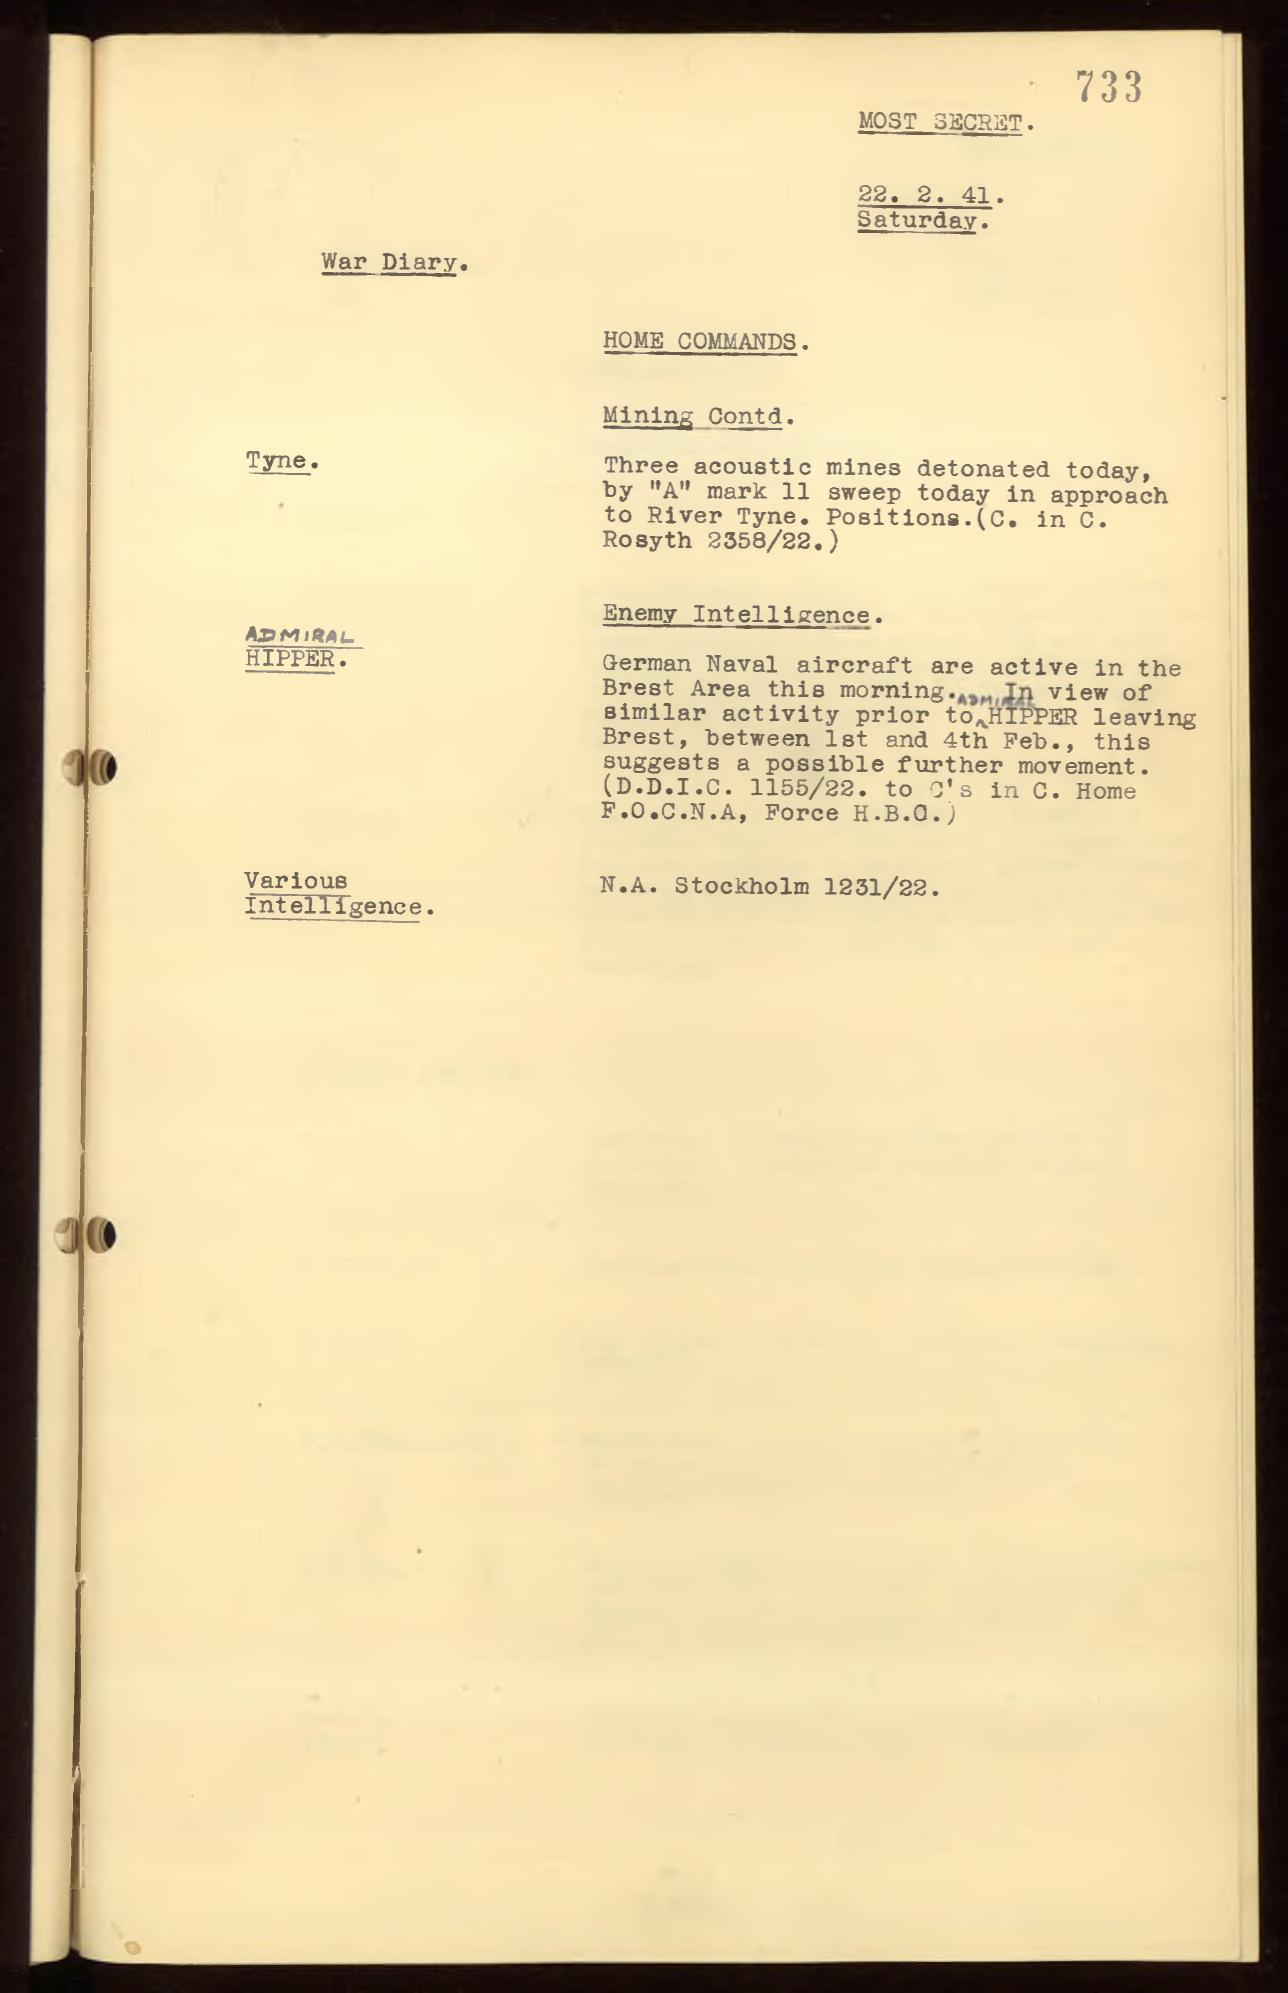 733
MOST SECRET.
22. 2. 41.
Saturday.
War Diary.
HOME COMMANDS.
Mining Contd.
Tyne.
Three acoustic mines detonated today,
by "A" mark 11 sweep today in approach
to River Tyne. Positions.(C. in C.
Rosyth 2358/22.)
Enemy Intelligence.
ADMIRAL
HIPPER.
German Naval aircraft are active in the
Brest Area this morning. In view of
ADMIRAL
similar activity prior to HIPPER leaving
Brest, between 1st and 4th Feb., this
suggests a possible further movement.
(D.D.I.C. 1155/22. to C's in C. Home
F.O.C.N.A, Force H.B.C.)
Various
Intelligence.
N.A. Stockholm 1231/22.